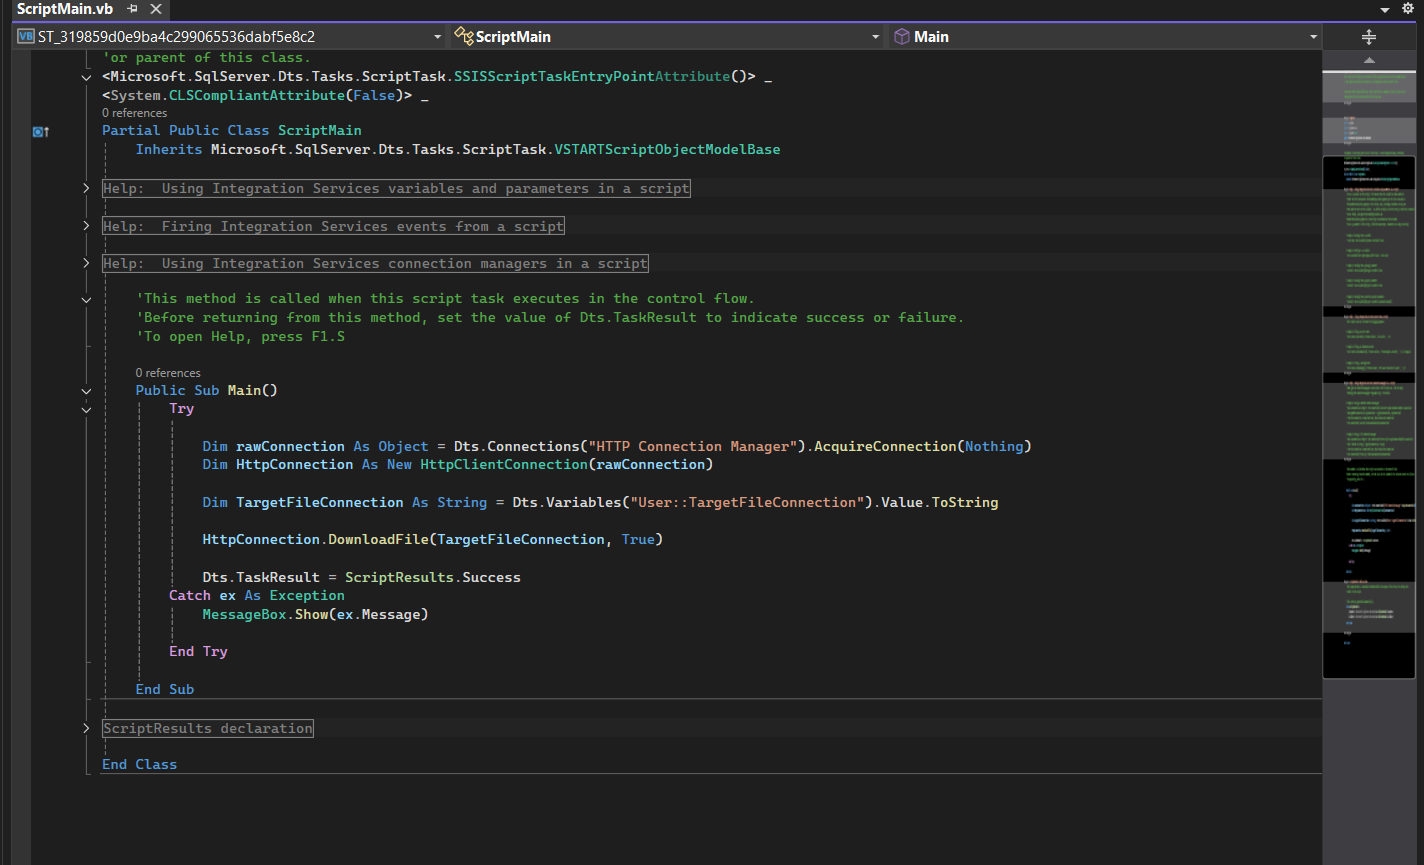 ScriptMain.vb
VB ST_319859d0e9ba4c299065536dabf5e8c2 ScriptMain Main
'or parent of this class.
<Microsoft.SqlServer.Dts.Tasks.ScriptTask.SSISScriptTaskEntryPointAttribute()> _
<System.CLSCompliantAttribute(False)> _
0 references
Partial Public Class ScriptMain
Inherits Microsoft.SqlServer.Dts.Tasks.ScriptTask.VSTARTScriptObjectModelBase
Help:  Using Integration Services variables and parameters in a script
Help:  Firing Integration Services events from a script
Help:  Using Integration Services connection managers in a script
'This method is called when this script task executes in the control flow.
'Before returning from this method, set the value of Dts.TaskResult to indicate success or failure.
'To open Help, press F1.S
0 references
Public Sub Main()
Try
Dim rawConnection As Object = Dts.Connections("HTTP Connection Manager").AcquireConnection(Nothing)
Dim HttpConnection As New HttpClientConnection(rawConnection)
Dim TargetFileConnection As String = Dts.Variables("User::TargetFileConnection").Value.ToString
HttpConnection.DownloadFile(TargetFileConnection, True)
Dts.TaskResult = ScriptResults.Success
Catch ex As Exception
MessageBox.Show(ex.Message)
End Try
End Sub
ScriptResults declaration
End Class